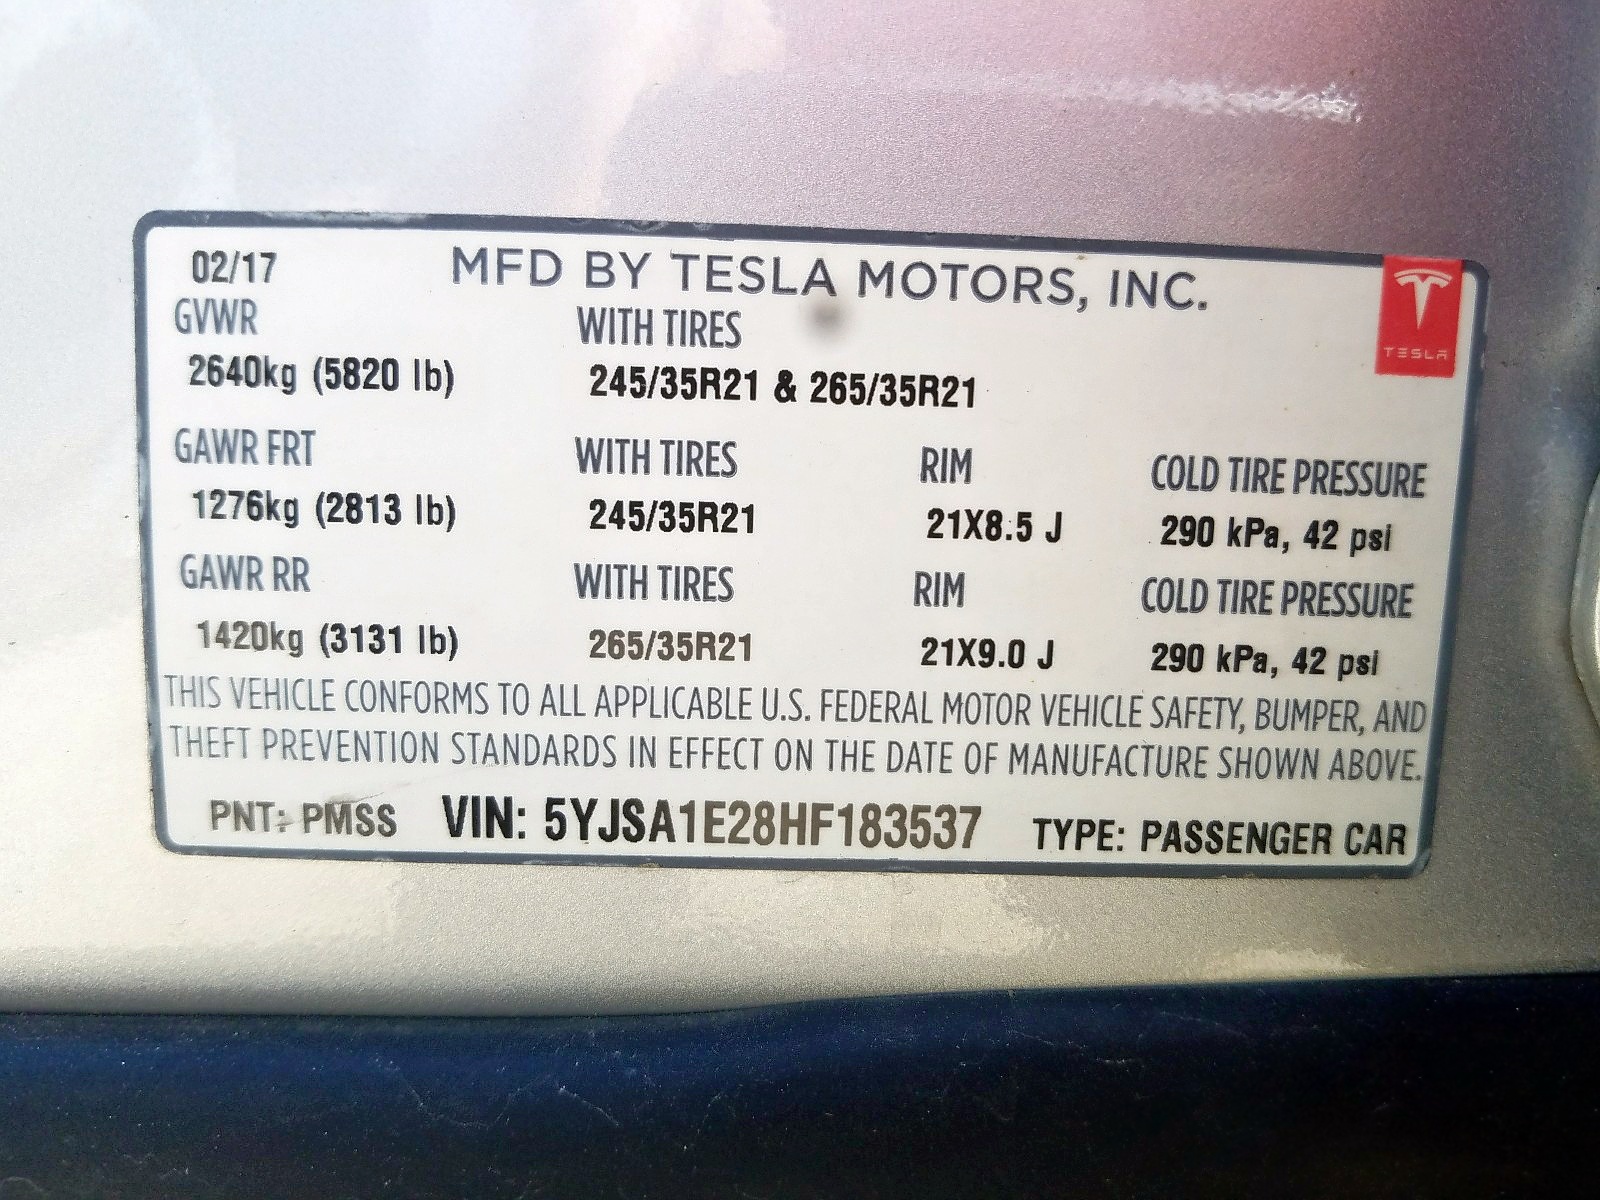 02/17 MFD BY TESLA MOTORS, INC.
TESLA
GVWR WITH TIRES
2640kg (5820 lb) 245/35R21 & 265/35R21
GAWR FRT WITH TIRES RIM COLD TIRE PRESSURE
1276kg (2813 lb) 245/35R21 21X8.5 J 290 kPa, 42 psi
GAWR RR WITH TIRES RIM COLD TIRE PRESSURE
1420kg (3131 lb) 265/35R21 21X9.0 J 290 kPa, 42 psi
THIS VEHICLE CONFORMS TO ALL APPLICABLE U.S. FEDERAL MOTOR VEHICLE SAFETY, BUMPER, AND
THEFT PREVENTION STANDARDS IN EFFECT ON THE DATE OF MANUFACTURE SHOWN ABOVE.
PNT: PMSS VIN: 5YJSA1E28HF183537 TYPE: PASSENGER CAR